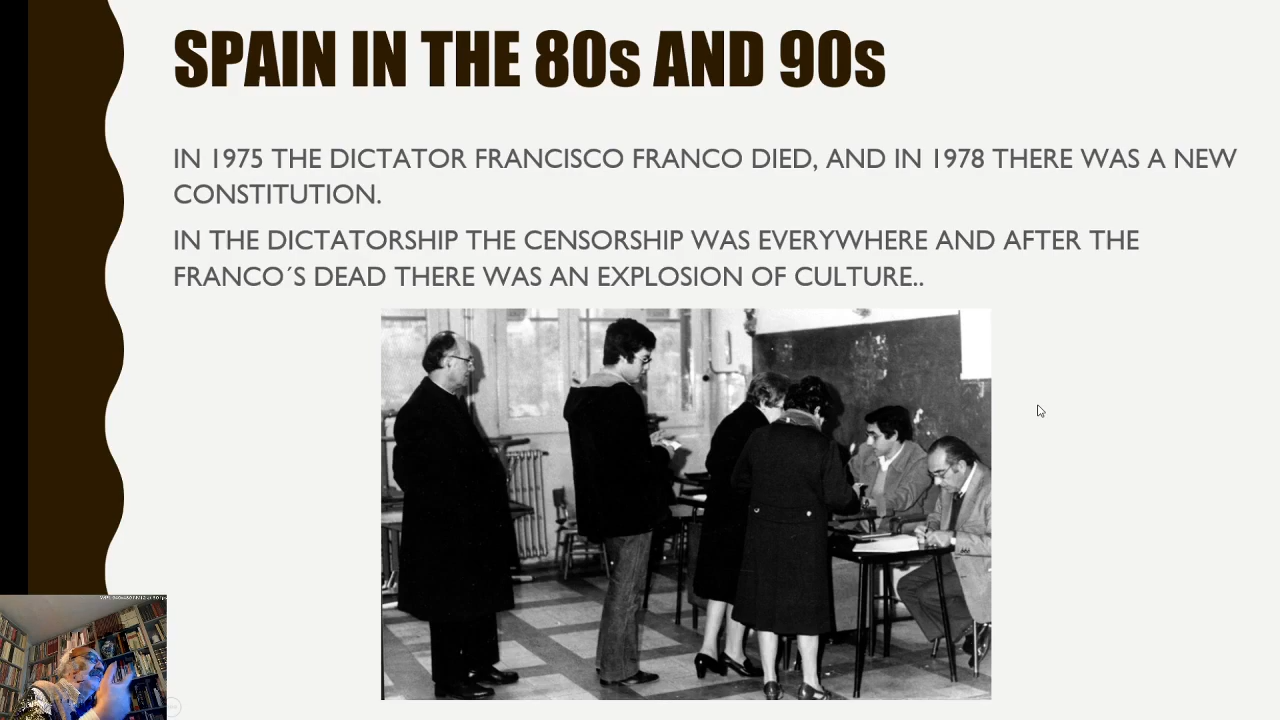 SPAIN IN THE 80s AND 90s
IN 1975 THE DICTATOR FRANCISCO FRANCO DIED, AND IN 1978 THERE WAS A NEW
CONSTITUTION.
IN THE DICTATORSHIP THE CENSORSHIP WAS EVERYWHERE AND AFTER THE
FRANCO´S DEAD THERE WAS AN EXPLOSION OF CULTURE..